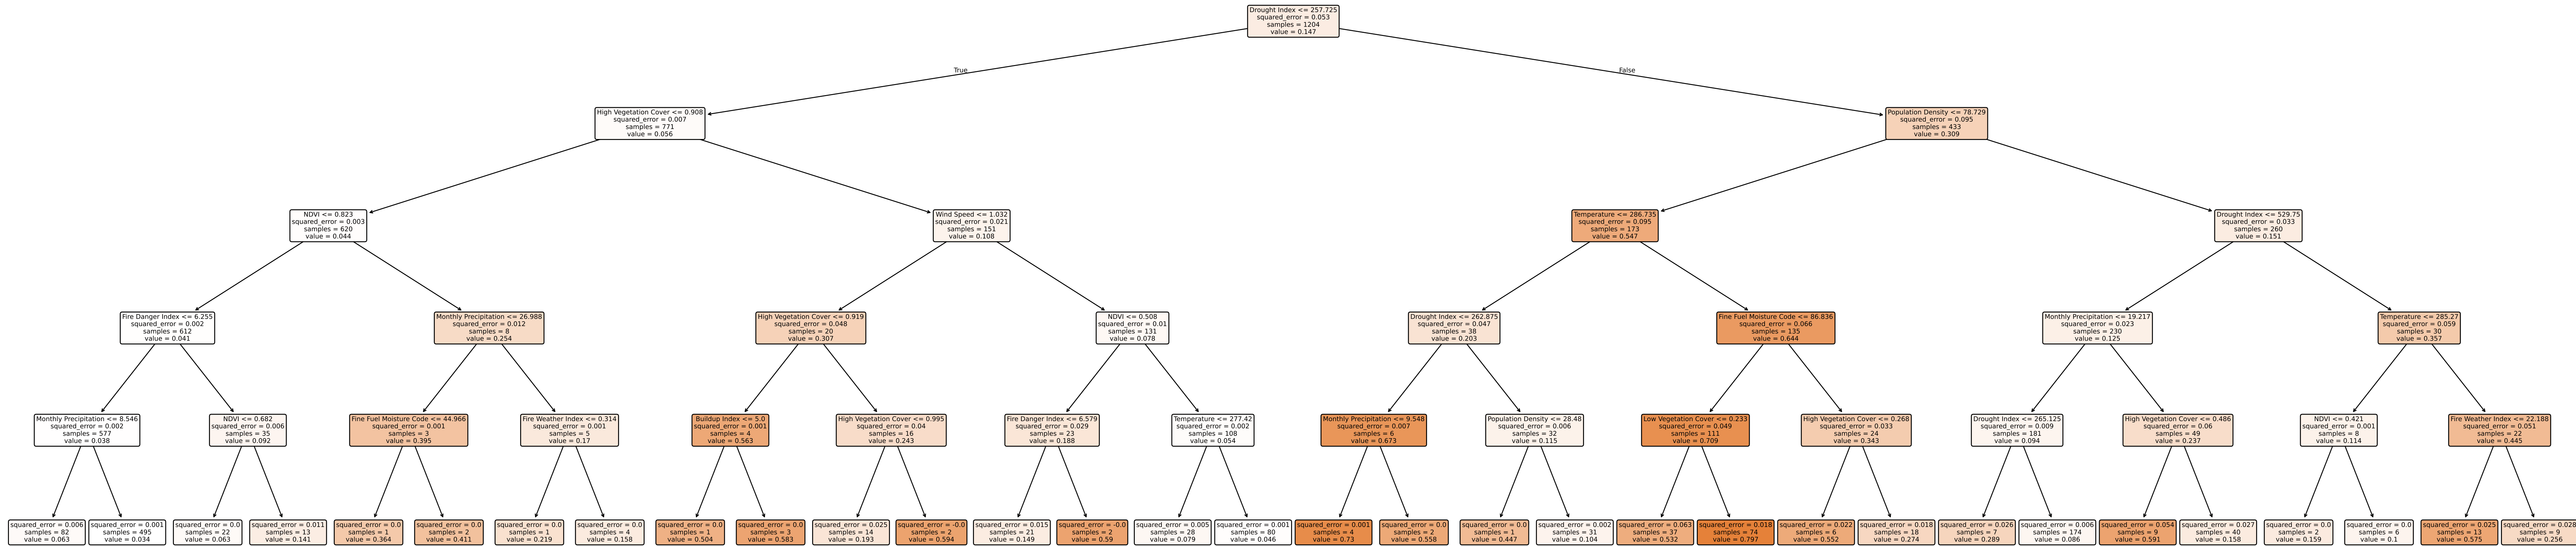 Drought Index <= 257.725
squared_error = 0.053
samples = 1204
value = 0.147
True
False
High Vegetation Cover <= 0.908
squared_error = 0.007
samples = 771
value = 0.056
Population Density <= 78.729
squared_error = 0.095
samples = 433
value = 0.309
NDVI <= 0.823
squared_error = 0.003
samples = 620
value = 0.044
Wind Speed <= 1.032
squared_error = 0.021
samples = 151
value = 0.108
Temperature <= 286.735
squared_error = 0.095
samples = 173
value = 0.547
Drought Index <= 529.75
squared_error = 0.033
samples = 260
value = 0.151
Fire Danger Index <= 6.255
squared_error = 0.002
samples = 612
value = 0.041
Monthly Precipitation <= 26.988
squared_error = 0.012
samples = 8
value = 0.254
High Vegetation Cover <= 0.919
squared_error = 0.048
samples = 20
value = 0.307
NDVI <= 0.508
squared_error = 0.01
samples = 131
value = 0.078
Drought Index <= 262.875
squared_error = 0.047
samples = 38
value = 0.203
Fine Fuel Moisture Code <= 86.836
squared_error = 0.066
samples = 135
value = 0.644
Monthly Precipitation <= 19.217
squared_error = 0.023
samples = 230
value = 0.125
Temperature <= 285.27
squared_error = 0.059
samples = 30
value = 0.357
Monthly Precipitation <= 8.546
squared_error = 0.002
samples = 577
value = 0.038
NDVI <= 0.682
squared_error = 0.006
samples = 35
value = 0.092
Fine Fuel Moisture Code <= 44.966
squared_error = 0.001
samples = 3
value = 0.395
Fire Weather Index <= 0.314
squared_error = 0.001
samples = 5
value = 0.17
Buildup Index <= 5.0
squared_error = 0.001
samples = 4
value = 0.563
High Vegetation Cover <= 0.995
squared_error = 0.04
samples = 16
value = 0.243
Fire Danger Index <= 6.579
squared_error = 0.029
samples = 23
value = 0.188
Temperature <= 277.42
squared_error = 0.002
samples = 108
value = 0.054
Monthly Precipitation <= 9.548
squared_error = 0.007
samples = 6
value = 0.673
Population Density <= 28.48
squared_error = 0.006
samples = 32
value = 0.115
Low Vegetation Cover <= 0.233
squared_error = 0.049
samples = 111
value = 0.709
High Vegetation Cover <= 0.268
squared_error = 0.033
samples = 24
value = 0.343
Drought Index <= 265.125
squared_error = 0.009
samples = 181
value = 0.094
High Vegetation Cover <= 0.486
squared_error = 0.06
samples = 49
value = 0.237
NDVI <= 0.421
squared_error = 0.001
samples = 8
value = 0.114
Fire Weather Index <= 22.188
squared_error = 0.051
samples = 22
value = 0.445
squared_error = 0.006
samples = 82
value = 0.063
squared_error = 0.001
samples = 495
value = 0.034
squared_error = 0.0
samples = 22
value = 0.063
squared_error = 0.011
samples = 13
value = 0.141
squared_error = 0.0
samples = 1
value = 0.364
squared_error = 0.0
samples = 2
value = 0.411
squared_error = 0.0
samples = 1
value = 0.219
squared_error = 0.0
samples = 4
value = 0.158
squared_error = 0.0
samples = 1
value = 0.504
squared_error = 0.0
samples = 3
value = 0.583
squared_error = 0.025
samples = 14
value = 0.193
squared_error = -0.0
samples = 2
value = 0.594
squared_error = 0.015
samples = 21
value = 0.149
squared_error = -0.0
samples = 2
value = 0.59
squared_error = 0.005
samples = 28
value = 0.079
squared_error = 0.001
samples = 80
value = 0.046
squared_error = 0.001
samples = 4
value = 0.73
squared_error = 0.0
samples = 2
value = 0.558
squared_error = 0.0
samples = 1
value = 0.447
squared_error = 0.002
samples = 31
value = 0.104
squared_error = 0.063
samples = 37
value = 0.532
squared_error = 0.018
samples = 74
value = 0.797
squared_error = 0.022
samples = 6
value = 0.552
squared_error = 0.018
samples = 18
value = 0.274
squared_error = 0.026
samples = 7
value = 0.289
squared_error = 0.006
samples = 174
value = 0.086
squared_error = 0.054
samples = 9
value = 0.591
squared_error = 0.027
samples = 40
value = 0.158
squared_error = 0.0
samples = 2
value = 0.159
squared_error = 0.0
samples = 6
value = 0.1
squared_error = 0.025
samples = 13
value = 0.575
squared_error = 0.028
samples = 9
value = 0.256